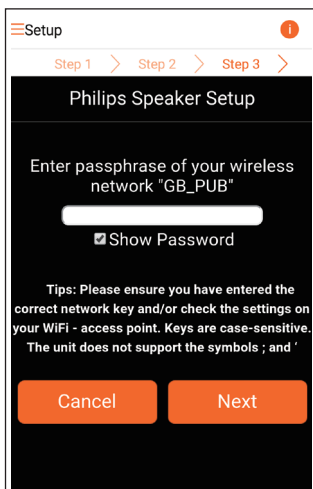 Setup
Step 1 Step 2 Step 3
Philips Speaker Setup
Enter passphrase of your wireless
network "GB_PUB"
Show Password
Tips: Please ensure you have entered the
correct network key and/or check the settings on
your WiFi - access point. Keys are case-sensitive.
The unit does not support the symbols ; and ‘
Cancel Next